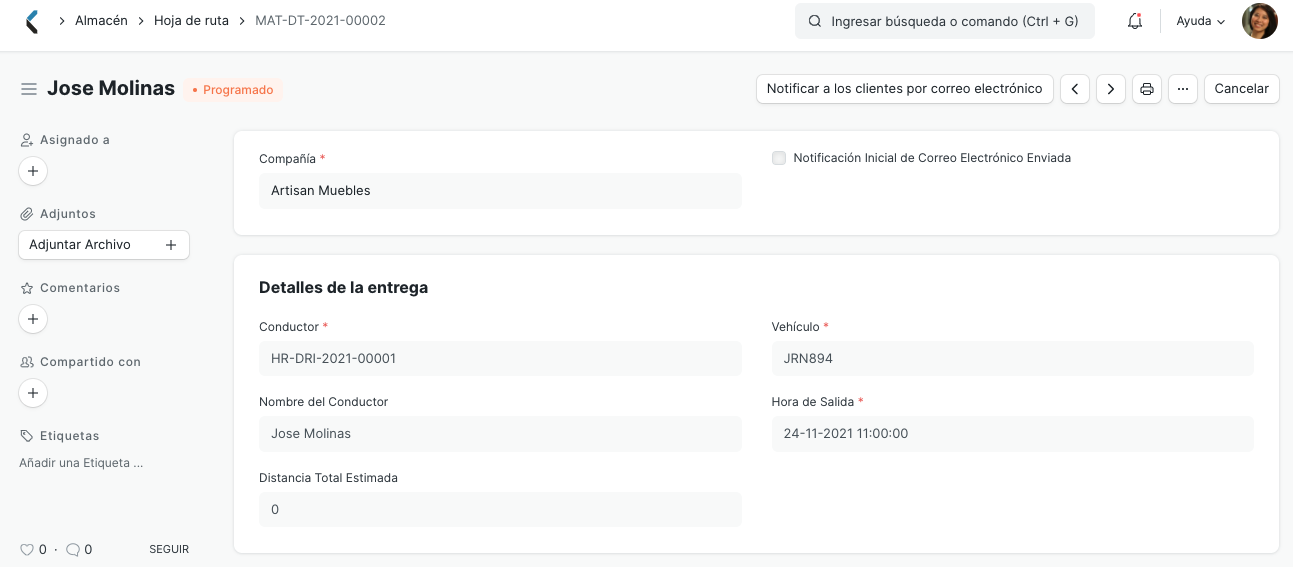 Almacén
Hoja de ruta
MAT-DT-2021-00002
Ingresar búsqueda o comando (Ctrl + G)
Ayuda
Jose Molinas
• Programado
Notificar a los clientes por correo electrónico
...
Cancelar
Asignado a
+
Adjuntos
Adjuntar Archivo +
Comentarios
+
Compartido con
+
Etiquetas
Añadir una Etiqueta ...
0 · 0
SEGUIR
Compañía *
Artisan Muebles
Notificación Inicial de Correo Electrónico Enviada
Detalles de la entrega
Conductor *
HR-DRI-2021-00001
Vehículo *
JRN894
Nombre del Conductor
Jose Molinas
Hora de Salida *
24-11-2021 11:00:00
Distancia Total Estimada
0